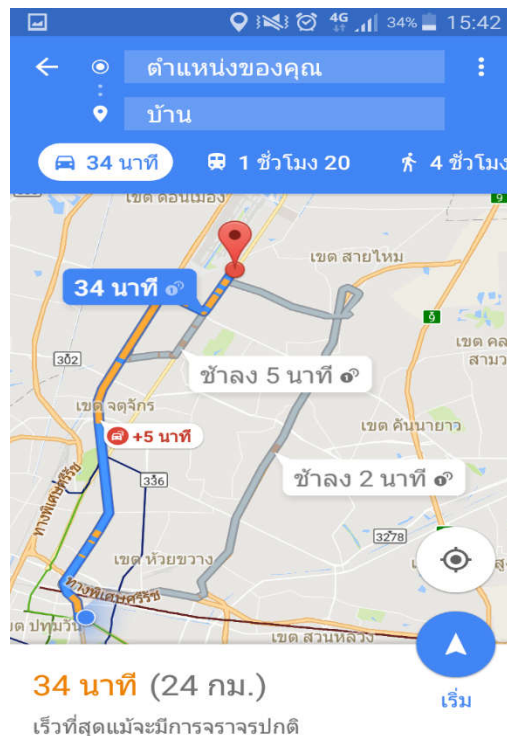 4G 34% 15:42
ตำแหน่งของคุณ
บ้าน
34 นาที 1 ชั่วโมง 20 4 ชั่วโมง
9
เขต ดอนเมือง
เขต สายไหม
34 นาที
9
302
เขต คล
สามว
ช้าลง 5 นาที
เขต จตุจักร
+5 นาที
เขต คันนายาว
336
ช้าลง 2 นาที
ทางพิเศษศรีรัช
3278
เขต ห้วยขวาง
ทางพิเศษศรีรัช
ต ปทุมวัน
เขต สวนหลวง
34 นาที (24 กม.)
เริ่ม
เร็วที่สุดแม้จะมีการจราจรปกติ